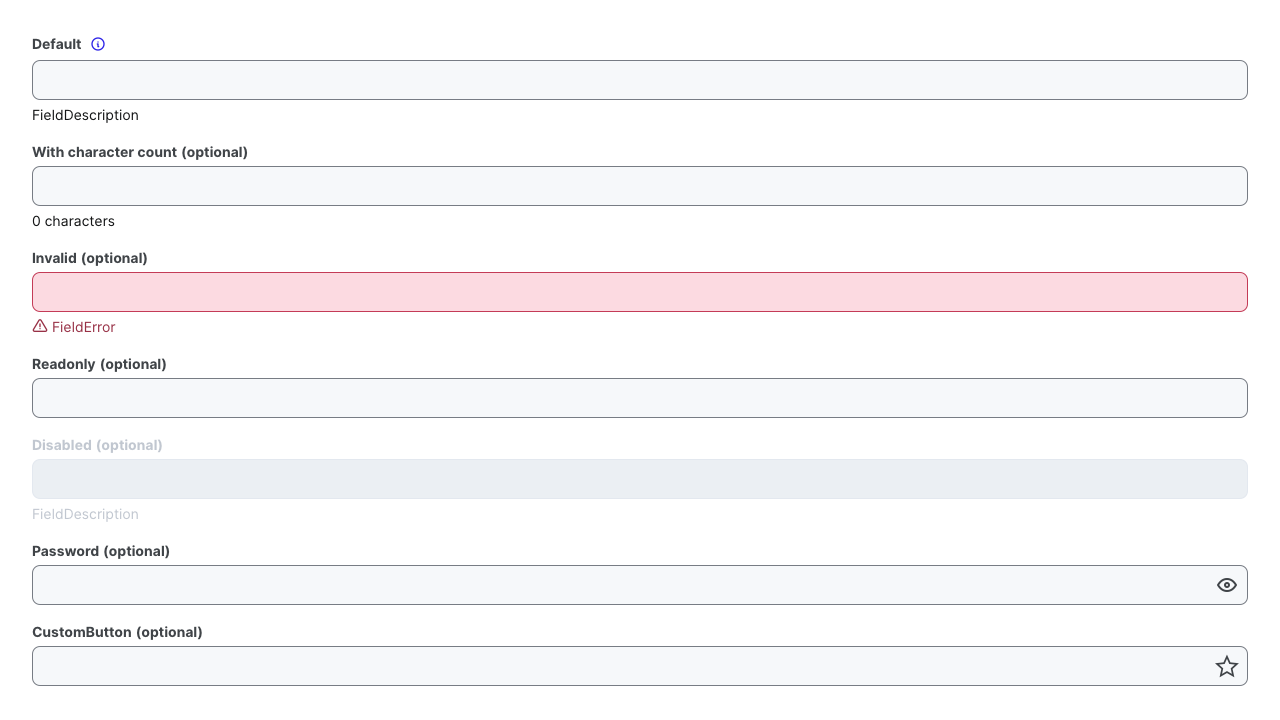 Default
FieldDescription
With character count (optional)
0 characters
Invalid (optional)
FieldError
Readonly (optional)
Disabled (optional)
FieldDescription
Password (optional)
CustomButton (optional)